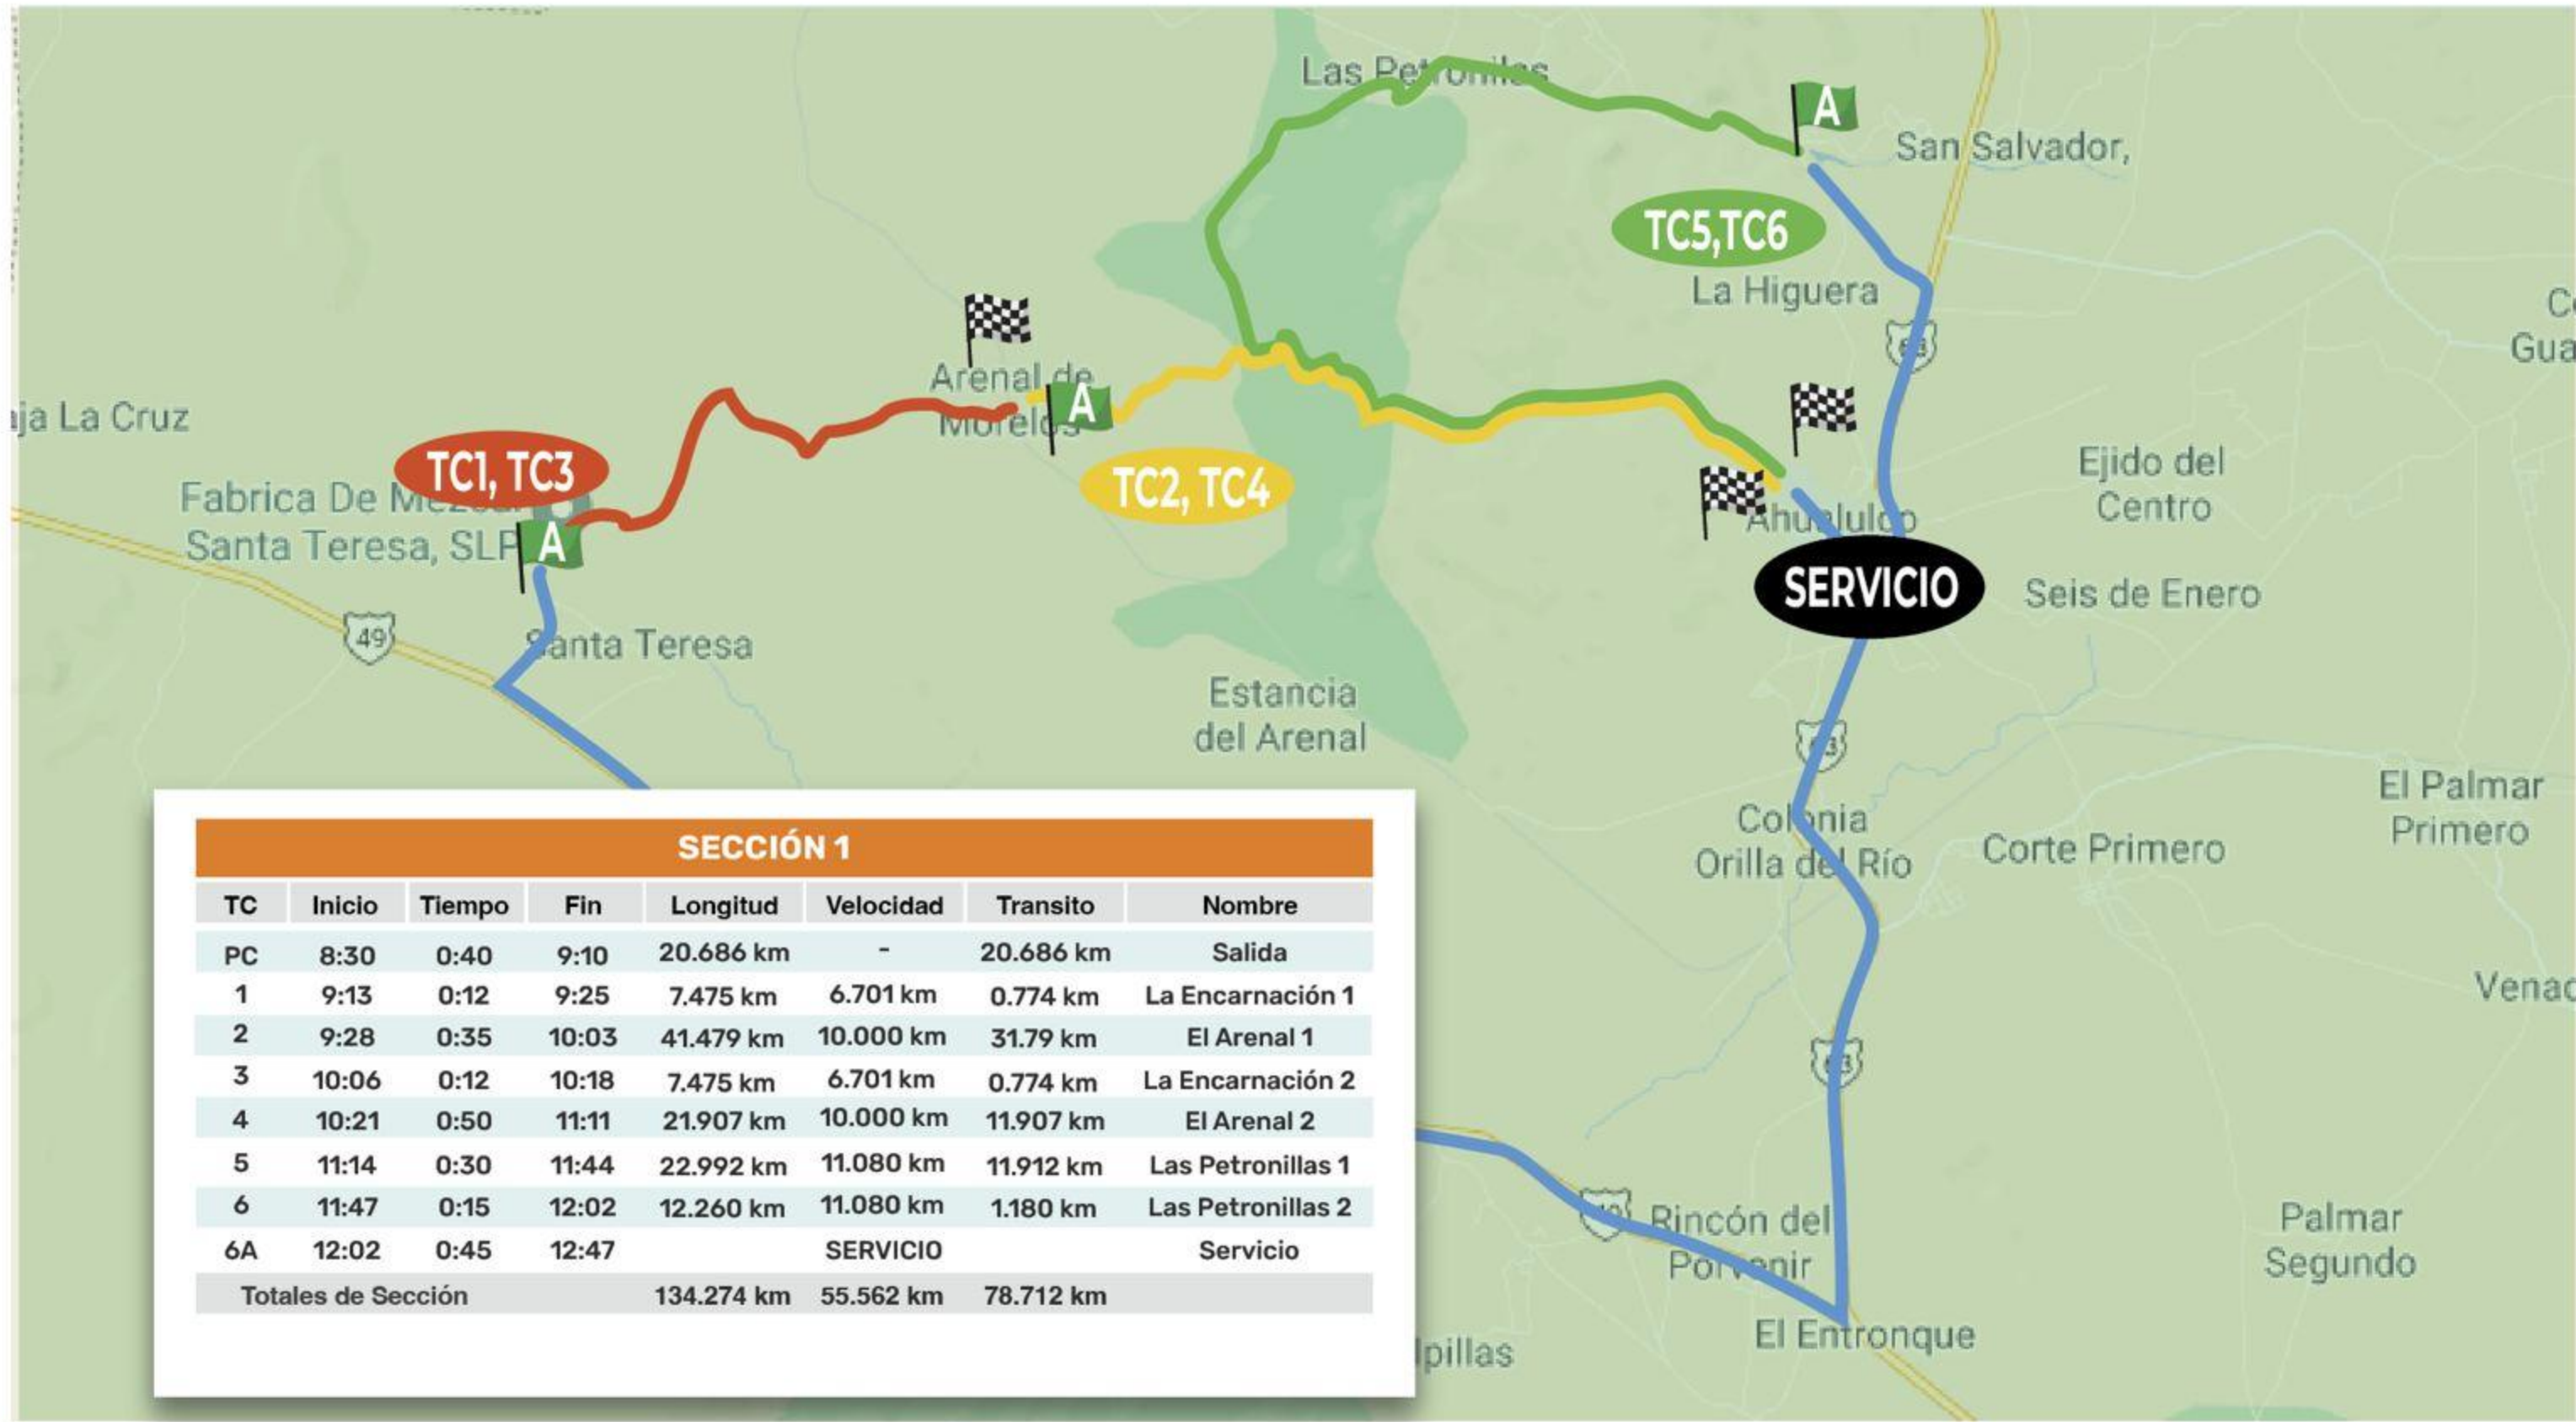 Las Petronilas
A
San Salvador,
TC5,TC6
La Higuera
Gua
Arenal de
Morelos
A
ja La Cruz
TC1, TC3
TC2, TC4
Fabrica De Mezcal
Santa Teresa, SLP
A
Ahualulco
Ejido del
Centro
SERVICIO
Seis de Enero
49
Santa Teresa
Estancia
del Arenal
63
El Palmar
Primero
Colonia
Orilla del Río
Corte Primero
Venad
SECCIÓN 1
TC Inicio Tiempo Fin Longitud Velocidad Transito Nombre
PC 8:30 0:40 9:10 20.686 km - 20.686 km Salida
1 9:13 0:12 9:25 7.475 km 6.701 km 0.774 km La Encarnación 1
2 9:28 0:35 10:03 41.479 km 10.000 km 31.79 km El Arenal 1
3 10:06 0:12 10:18 7.475 km 6.701 km 0.774 km La Encarnación 2
4 10:21 0:50 11:11 21.907 km 10.000 km 11.907 km El Arenal 2
5 11:14 0:30 11:44 22.992 km 11.080 km 11.912 km Las Petronillas 1
6 11:47 0:15 12:02 12.260 km 11.080 km 1.180 km Las Petronillas 2
6A 12:02 0:45 12:47 SERVICIO Servicio
Totales de Sección 134.274 km 55.562 km 78.712 km
Rincón del
Porvenir
Palmar
Segundo
El Entronque
lpillas